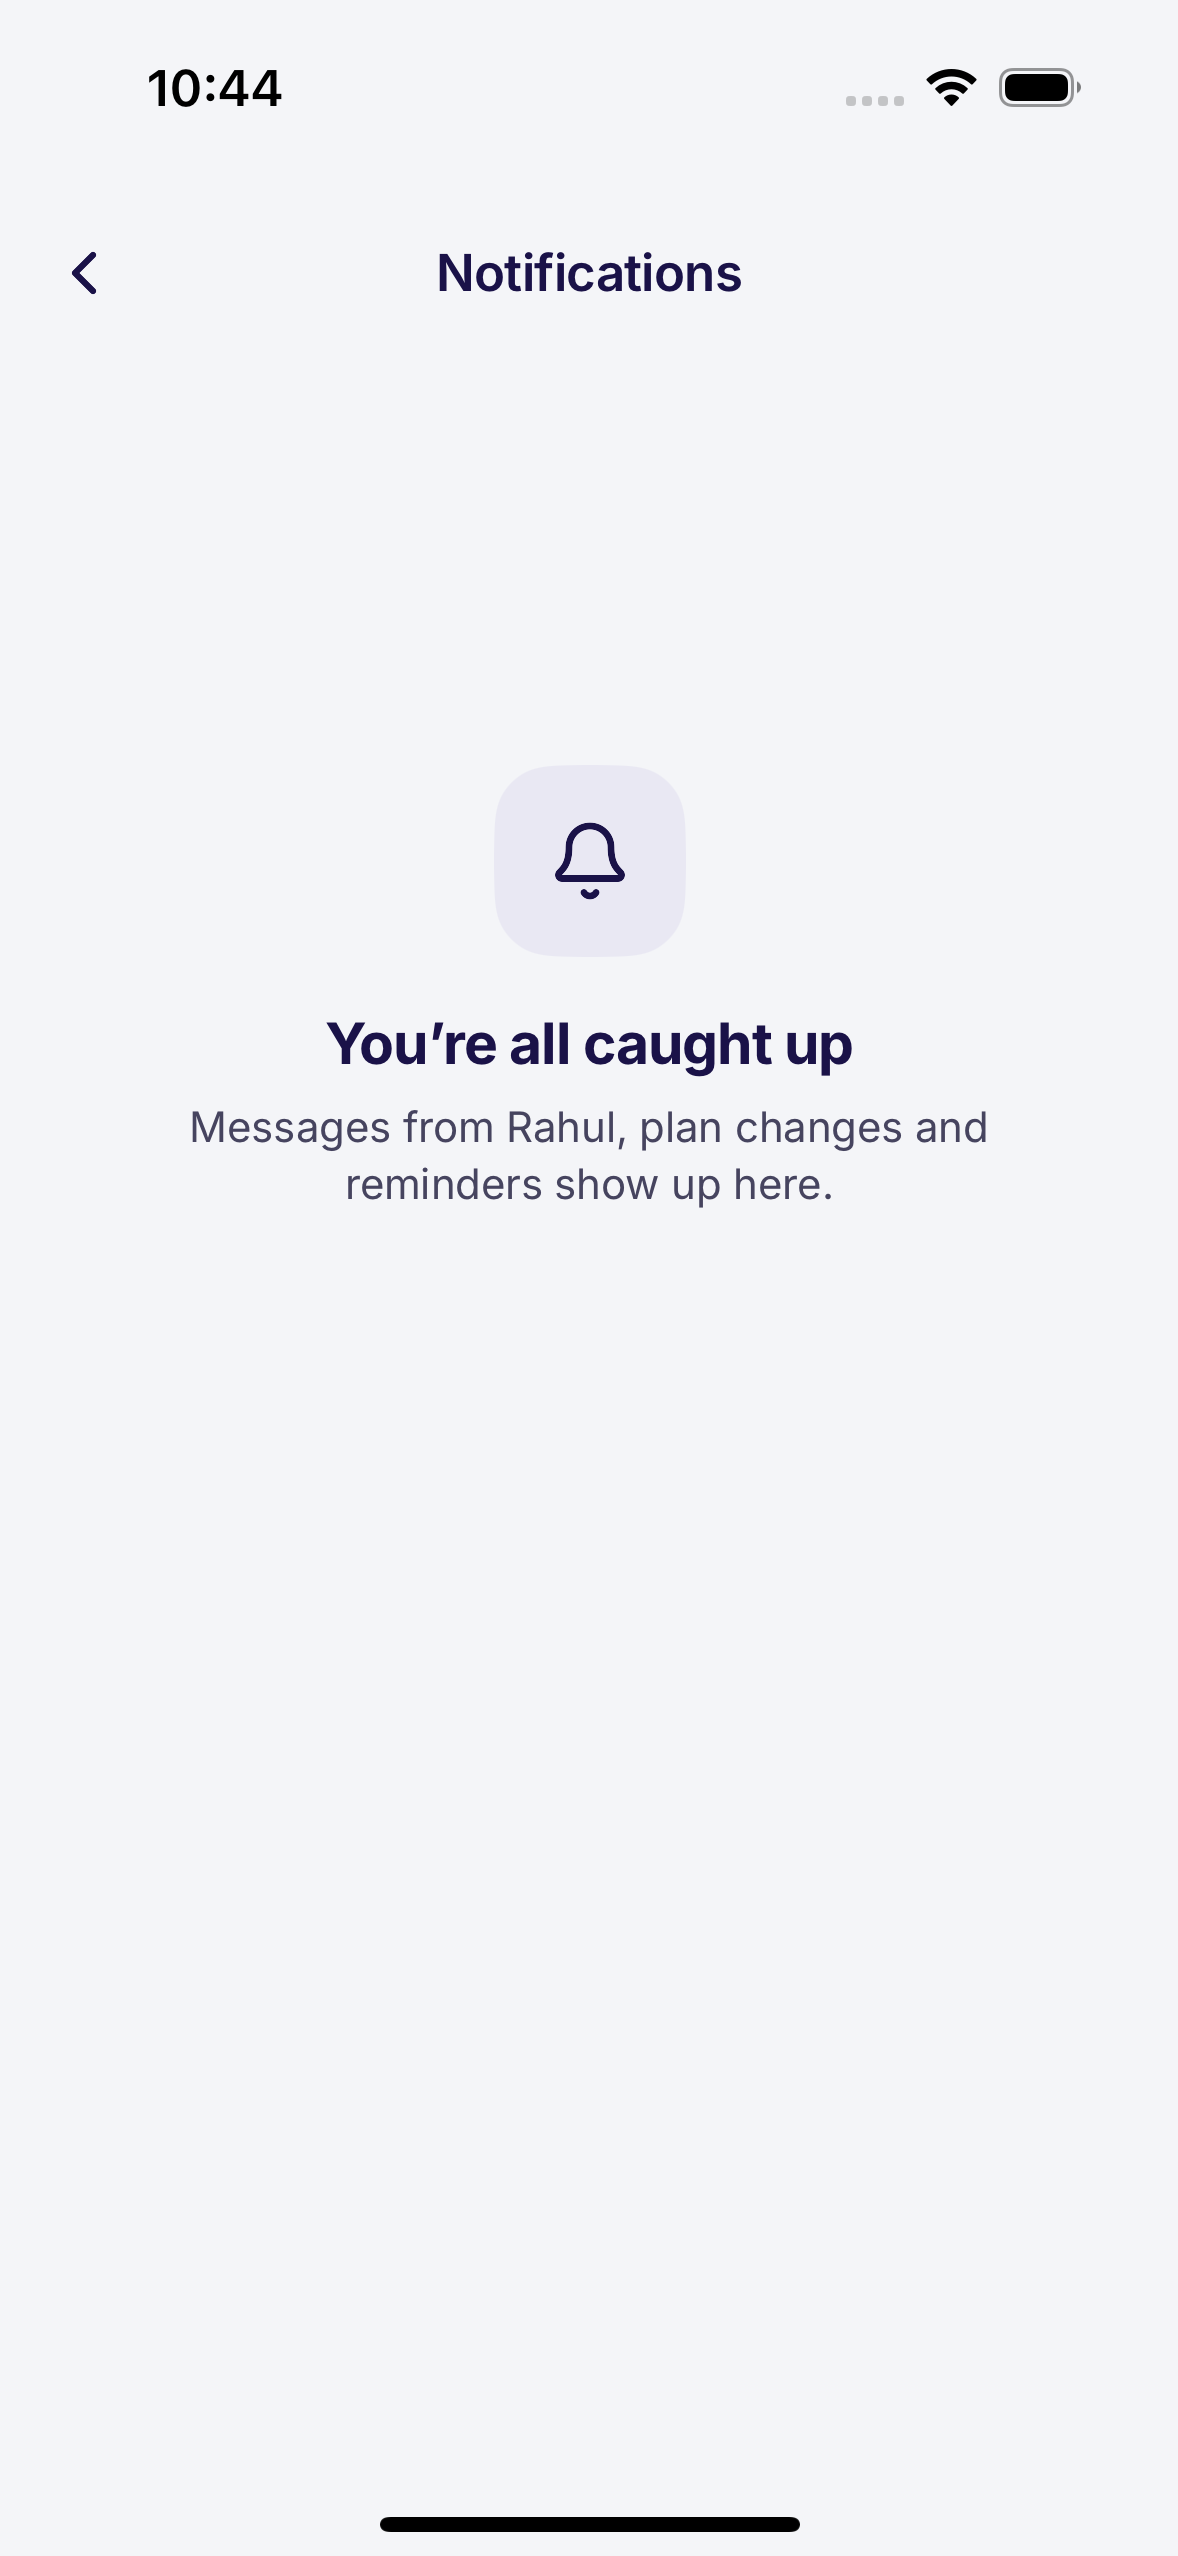 10:44
Notifications
You’re all caught up
Messages from Rahul, plan changes and
reminders show up here.